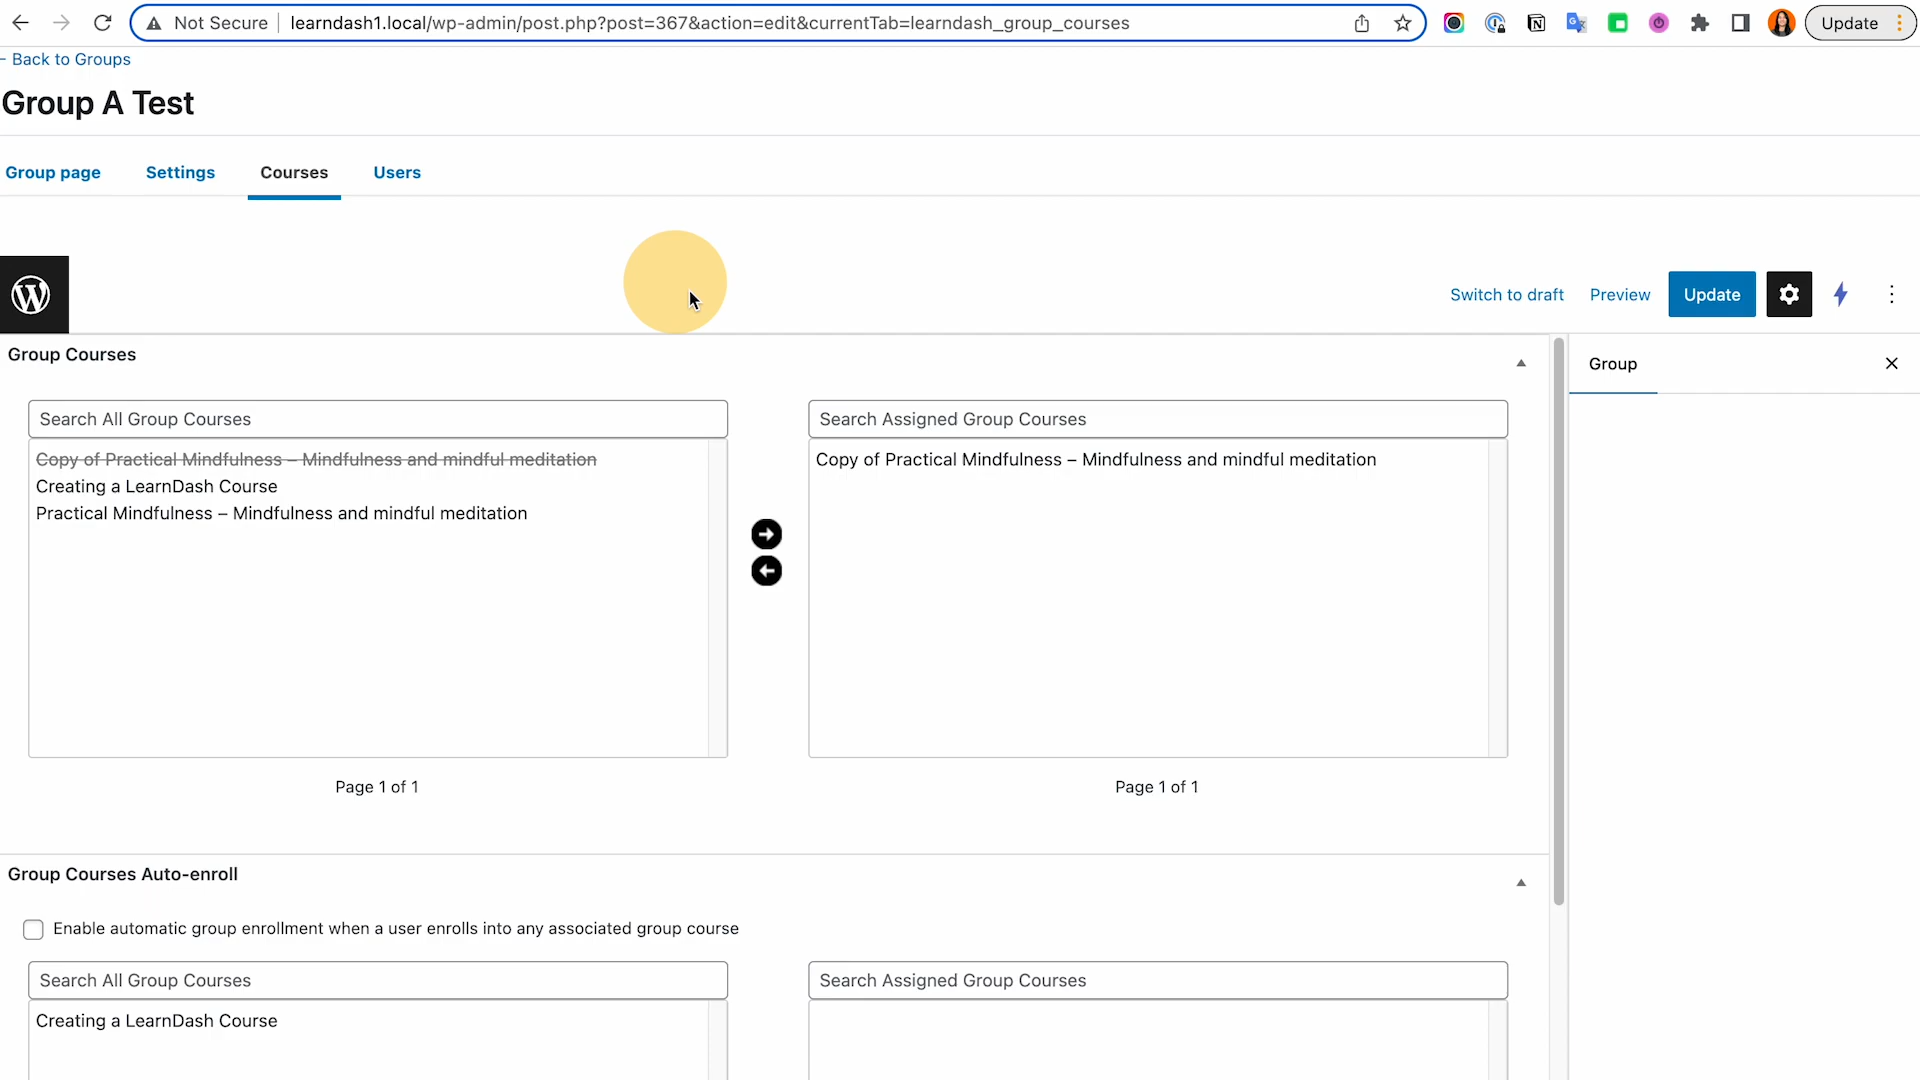 Not Secure
learndash1.local/wp-admin/post.php?post=367&action=edit&currentTab=learndash_group_courses
Update
Back to Groups
Group A Test
Group page
Settings
Courses
Users
Switch to draft
Preview
Update
Group Courses
Group
Search All Group Courses
Search Assigned Group Courses
Copy of Practical Mindfulness – Mindfulness and mindful meditation
Copy of Practical Mindfulness – Mindfulness and mindful meditation
Creating a LearnDash Course
Practical Mindfulness – Mindfulness and mindful meditation
Page 1 of 1
Page 1 of 1
Group Courses Auto-enroll
Enable automatic group enrollment when a user enrolls into any associated group course
Search All Group Courses
Search Assigned Group Courses
Creating a LearnDash Course